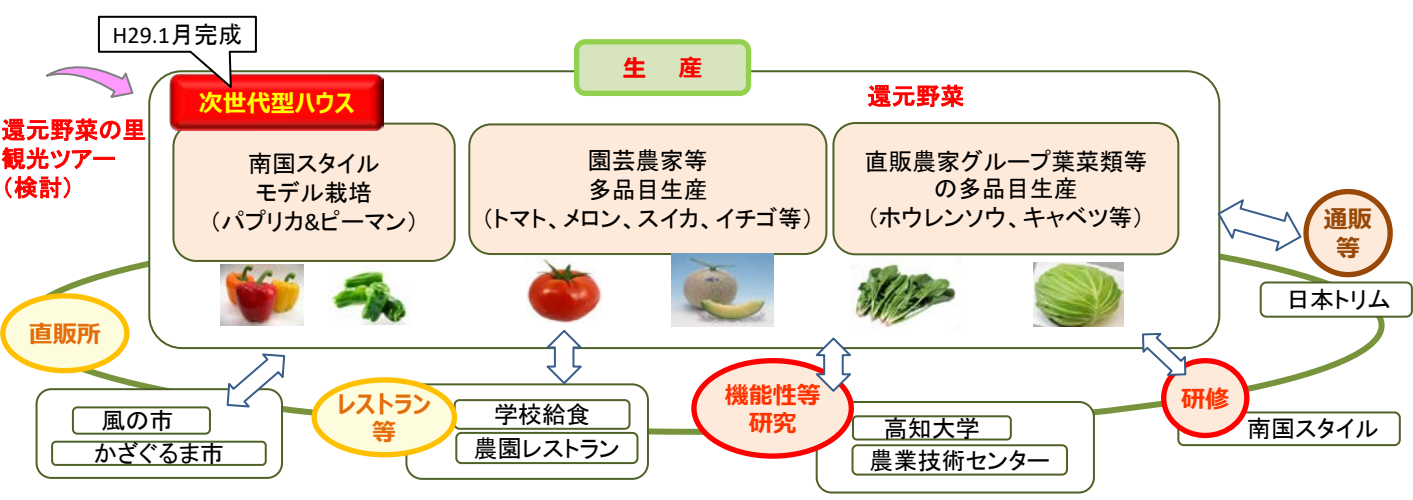 H29.1月完成
生　産
次世代型ハウス
還元野菜
還元野菜の里
観光ツアー
（検討）
南国スタイル
モデル栽培
（パプリカ&ピーマン）
園芸農家等
多品目生産
（トマト、メロン、スイカ、イチゴ等）
直販農家グループ葉菜類等
の多品目生産
（ホウレンソウ、キャベツ等）
通販
等
日本トリム
直販所
風の市
かざぐるま市
レストラン
等
学校給食
農園レストラン
機能性等
研究
高知大学
農業技術センター
研修
南国スタイル